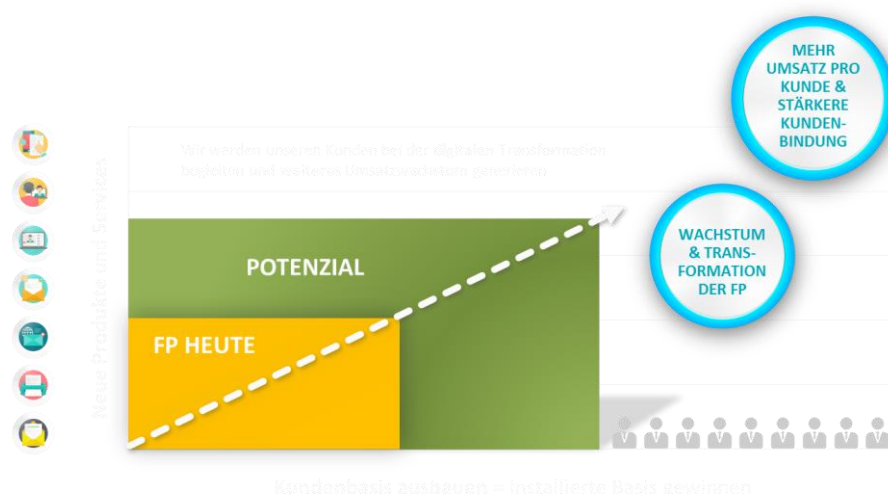 MEHR
UMSATZ PRO
KUNDE &
STÄRKERE
KUNDEN-
BINDUNG
Wir werden unseren Kunden bei der digitalen Transformation
begleiten und weiteres Umsatzwachstum generieren
WACHSTUM
& TRANS-
FORMATION
DER FP
POTENZIAL
FP HEUTE
Neue Produkte und Services
Kundenbasis ausbauen – Installierte Basis gewinnen